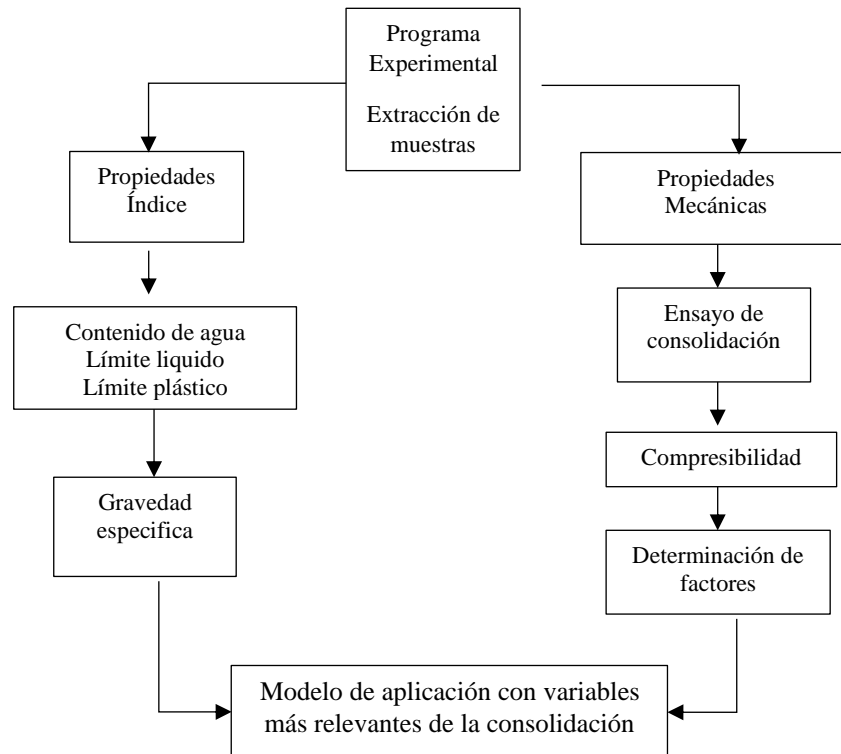 Programa
Experimental
Extracción de
muestras
Propiedades
Índice
Propiedades
Mecánicas
Contenido de agua
Límite liquido
Límite plástico
Ensayo de
consolidación
Compresibilidad
Gravedad
especifica
Determinación de
factores
Modelo de aplicación con variables
más relevantes de la consolidación